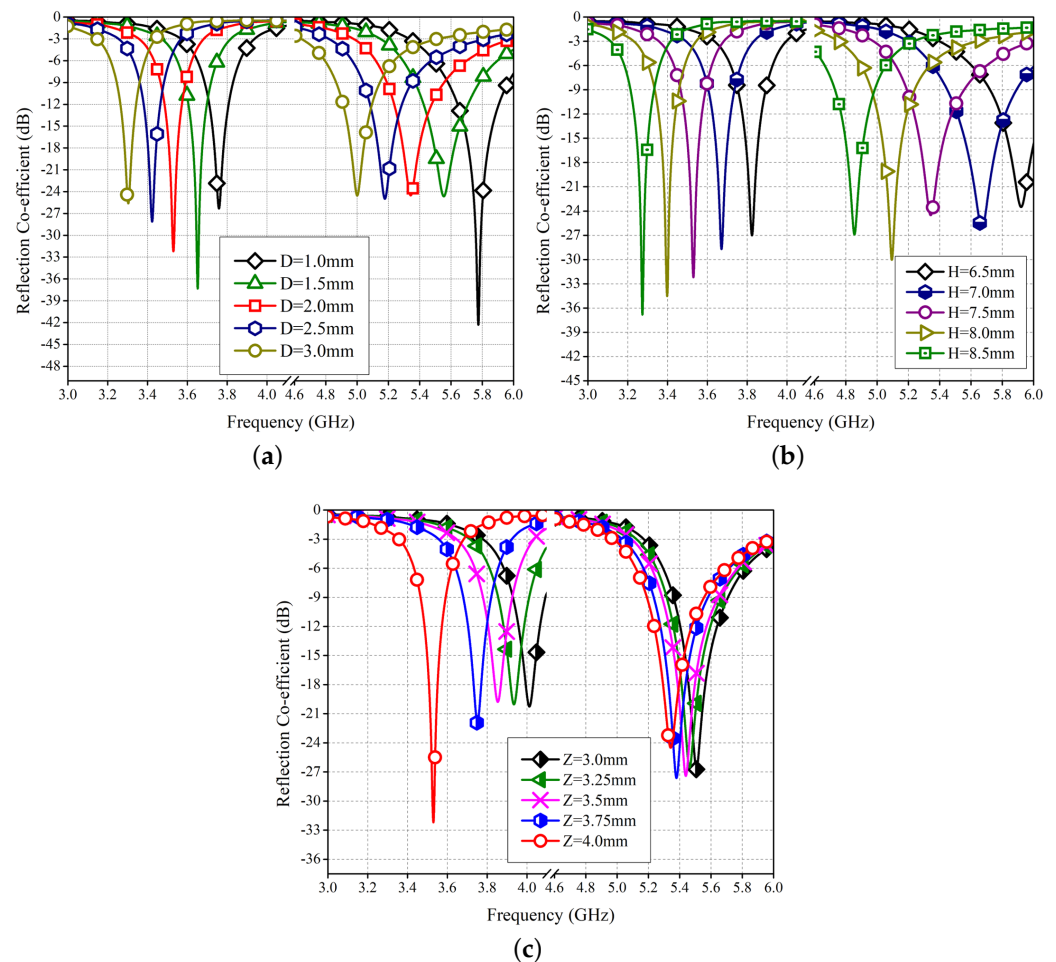 0
-3
-6
-9
-12
-15
-18
-21
-24
-27
-30
-33
-36
-39
-42
-45
-48
Reflection Co-efficient (dB)
D=1.0mm
D=1.5mm
D=2.0mm
D=2.5mm
D=3.0mm
3.0 3.2 3.4 3.6 3.8 4.0 4.6 4.8 5.0 5.2 5.4 5.6 5.8 6.0
Frequency (GHz)
(a)
0
-3
-6
-9
-12
-15
-18
-21
-24
-27
-30
-33
-36
-39
-42
-45
Reflection Co-efficient (dB)
H=6.5mm
H=7.0mm
H=7.5mm
H=8.0mm
H=8.5mm
3.0 3.2 3.4 3.6 3.8 4.0 4.6 4.8 5.0 5.2 5.4 5.6 5.8 6.0
Frequency (GHz)
(b)
0
-3
-6
-9
-12
-15
-18
-21
-24
-27
-30
-33
-36
Reflection Co-efficient (dB)
Z=3.0mm
Z=3.25mm
Z=3.5mm
Z=3.75mm
Z=4.0mm
3.0 3.2 3.4 3.6 3.8 4.0 4.6 4.8 5.0 5.2 5.4 5.6 5.8 6.0
Frequency (GHz)
(c)